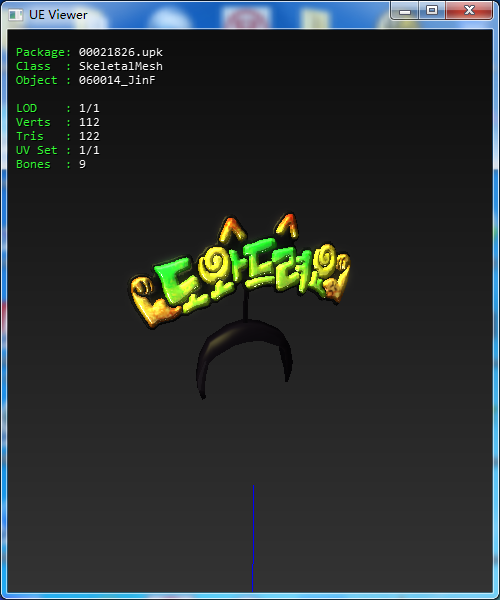 UE Viewer
Package: 00021826.upk
Class : SkeletalMesh
Object : 060014_JinF
LOD : 1/1
Verts : 112
Tris : 122
UV Set : 1/1
Bones : 9
도와드려요